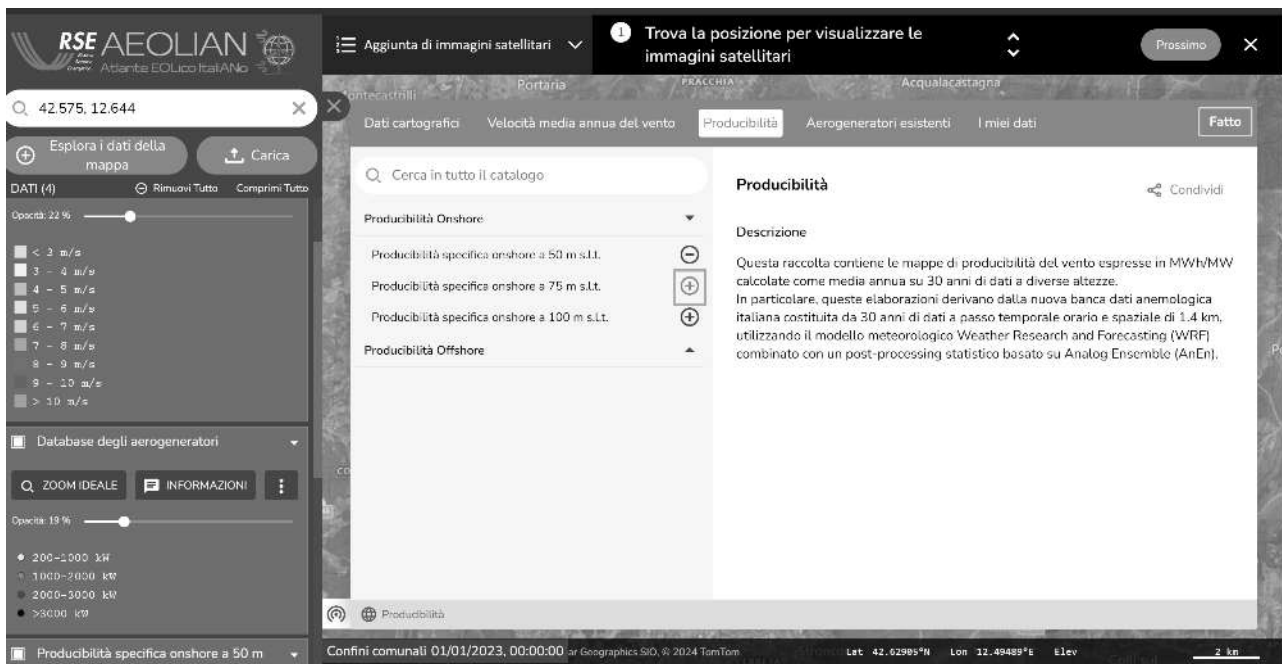 RSE AEOLIAN
Atlante EOLico ItaliANo
42.575, 12.644
Esplora i dati della mappa
Carica
DATI (4)
Rimuovi Tutto
Comprimi Tutto
Opacità: 22 %
< 2 m/s
3 - 4 m/s
4 - 5 m/s
5 - 6 m/s
6 - 7 m/s
7 - 8 m/s
8 - 9 m/s
9 - 10 m/s
> 10 m/s
Database degli aerogeneratori
ZOOM IDEALE
INFORMAZIONI
Opacità: 19 %
200-1000 kW
1000-2000 kW
2000-3000 kW
>3000 kW
Producibilità specifica onshore a 50 m
Aggiunta di immagini satellitari
1
Trova la posizione per visualizzare le
immagini satellitari
Prossimo
Portaria
PRACCHIA
Acqualacastagna
Dati cartografici
Velocità media annua del vento
Producibilità
Aerogeneratori esistenti
I miei dati
Fatto
Cerca in tutto il catalogo
Producibilità Onshore
Producibilità specifica onshore a 50 m s.l.t.
Producibilità specifica onshore a 75 m s.l.t.
Producibilità specifica onshore a 100 m s.l.t.
Producibilità Offshore
Producibilità
Condividi
Descrizione
Questa raccolta contiene le mappe di producibilità del vento espresse in MWh/MW
calcolate come media annua su 30 anni di dati a diverse altezze.
In particolare, queste elaborazioni derivano dalla nuova banca dati anemologica
italiana costituita da 30 anni di dati a passo temporale orario e spaziale di 1.4 km,
utilizzando il modello meteorologico Weather Research and Forecasting (WRF)
combinato con un post-processing statistico basato su Analog Ensemble (AnEn).
Producibilità
Confini comunali 01/01/2023, 00:00:00
ar Geographics SIO, © 2024 TomTom
Lat 42.62905°N Lon 12.49489°E Elev
2 km